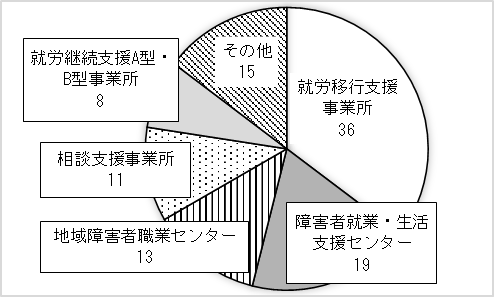 就労移行支援
事業所
36
障害者就業・生活
支援センター
19
地域障害者職業センター
13
相談支援事業所
11
就労継続支援A型・
B型事業所
8
その他
15